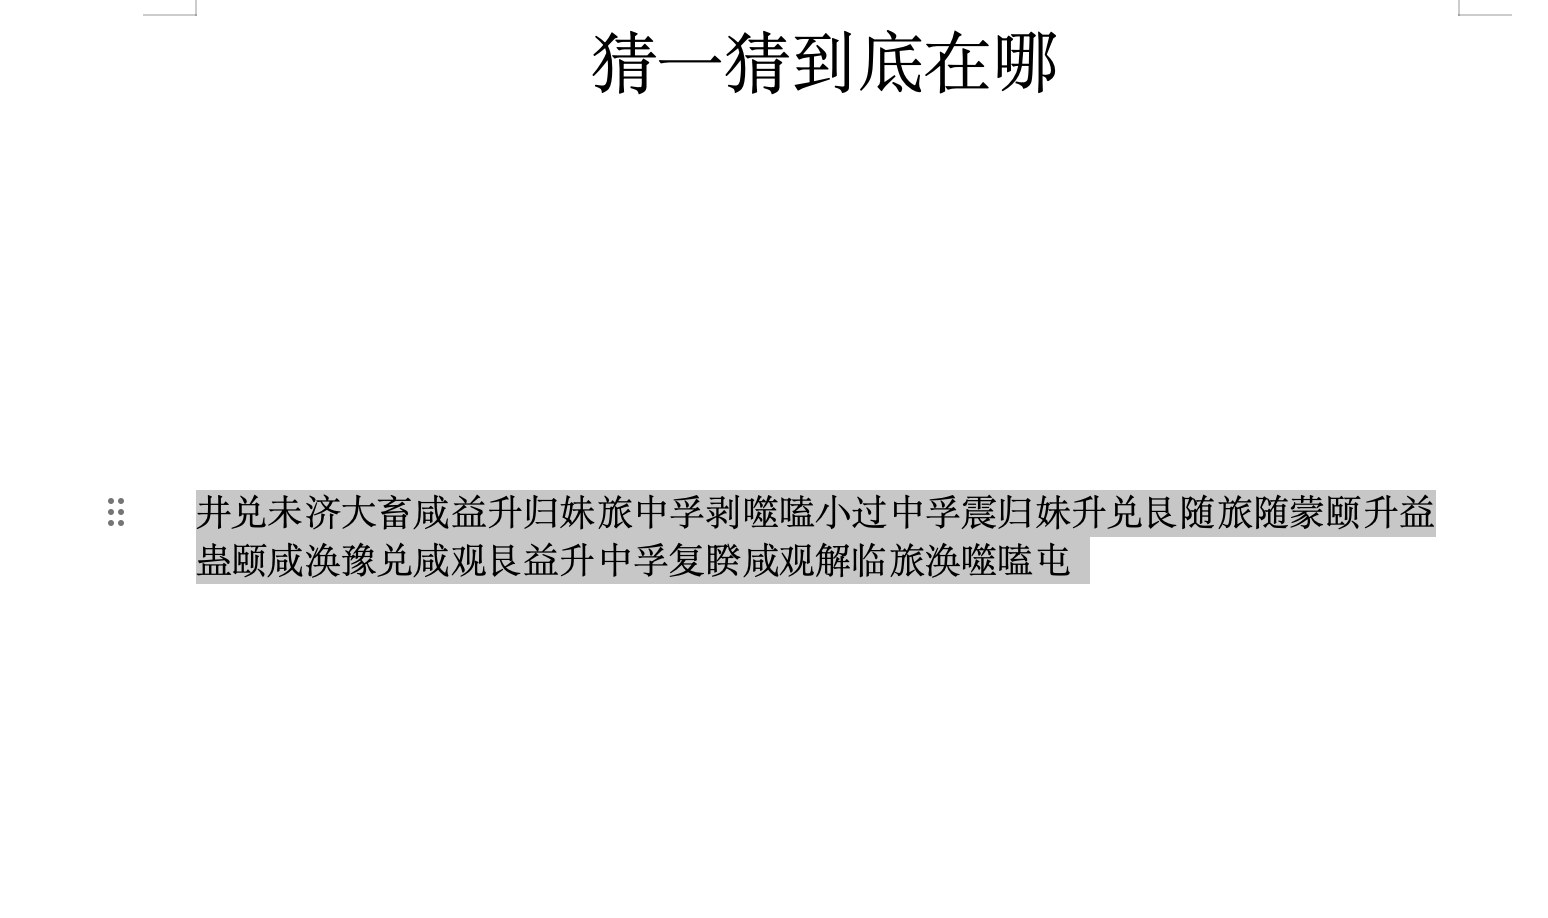 猜一猜到底在哪
井兑未济大畜咸益升归妹旅中孚剥噬嗑小过中孚震归妹升兑艮随旅随蒙颐升益
蛊颐咸涣豫兑咸观艮益升中孚复睽咸观解临旅涣噬嗑屯